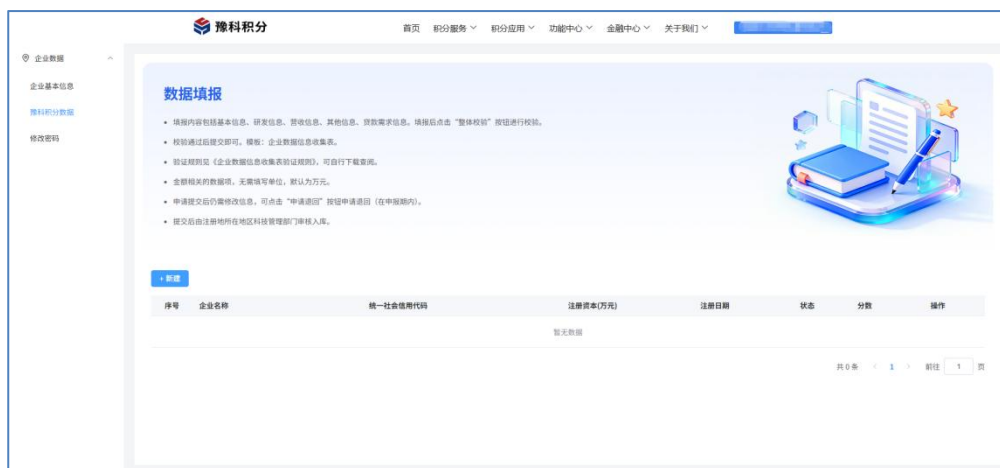 豫科积分
首页 积分服务 积分应用 功能中心 金融中心 关于我们
企业数据
企业基本信息
豫科积分数据
修改密码
数据填报
• 填报内容包括基本信息、研发信息、营收信息、其他信息、贷款需求信息。填报后点击“整体校验”按钮进行校验。
• 校验通过后提交即可。模板：企业数据信息收集表。
• 验证规则见《企业数据信息收集表验证规则》，可自行下载查阅。
• 金额相关的数据项，无需填写单位，默认为万元。
• 申请提交后仍需修改信息，可点击“申请退回”按钮申请退回（在申报期内）。
• 提交后由注册地所在地区科技管理部门审核入库。
+ 新建
序号 企业名称 统一社会信用代码 注册资本(万元) 注册日期 状态 分数 操作
暂无数据
共 0 条 1 前往 1 页